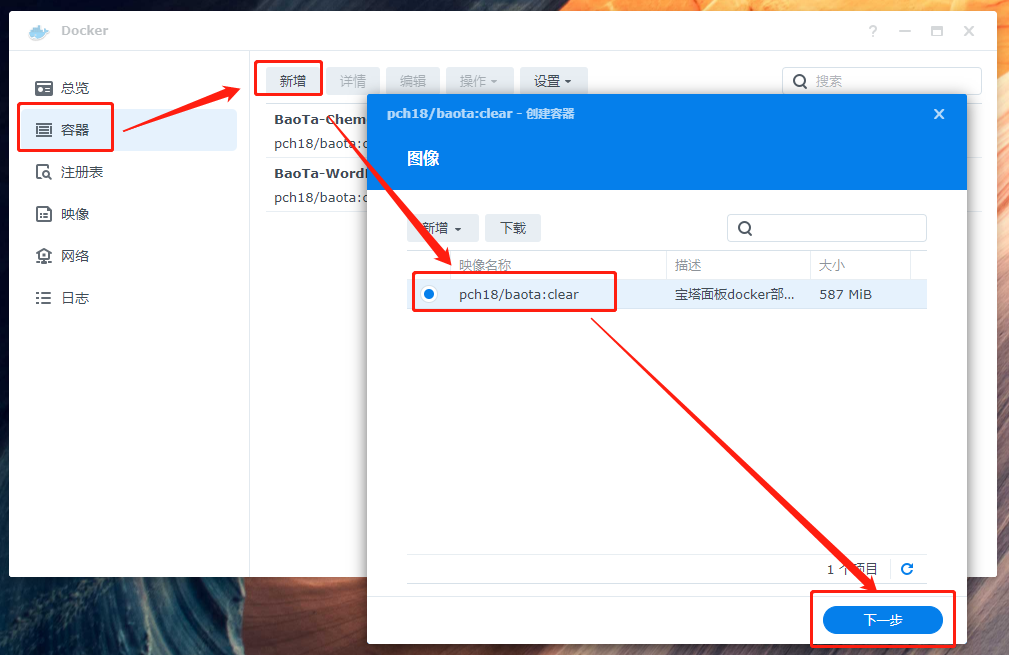 Docker
总览
容器
注册表
映像
网络
日志
新增 详情 编辑 操作 设置 搜索
BaoTa-Chem
pch18/baota:c
BaoTa-Word
pch18/baota:c
pch18/baota:clear - 创建容器
图像
新增 下载
映像名称 描述 大小
pch18/baota:clear 宝塔面板docker部... 587 MiB
1 个项目
下一步